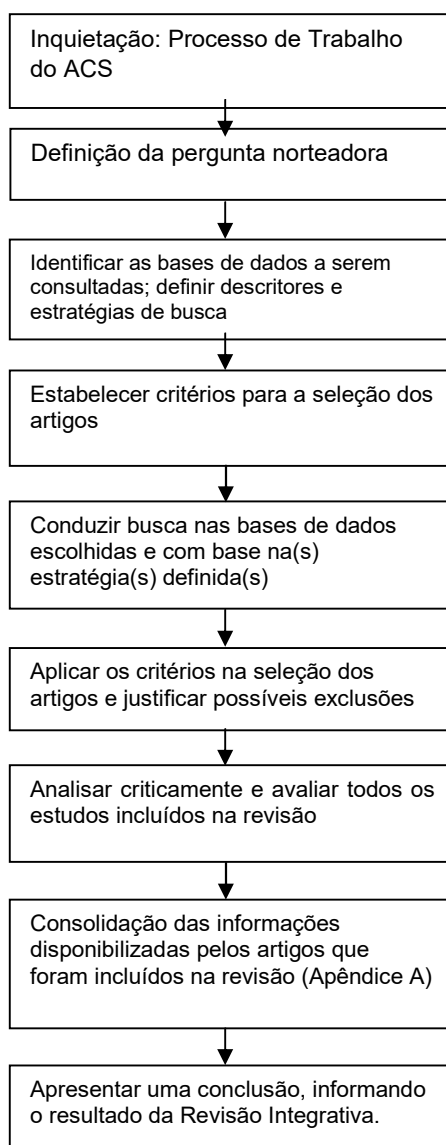 Inquietação: Processo de Trabalho
do ACS
Definição da pergunta norteadora
Identificar as bases de dados a serem
consultadas; definir descritores e
estratégias de busca
Estabelecer critérios para a seleção dos
artigos
Conduzir busca nas bases de dados
escolhidas e com base na(s)
estratégia(s) definida(s)
Aplicar os critérios na seleção dos
artigos e justificar possíveis exclusões
Analisar criticamente e avaliar todos os
estudos incluídos na revisão
Consolidação das informações
disponibilizadas pelos artigos que
foram incluídos na revisão (Apêndice A)
Apresentar uma conclusão, informando
o resultado da Revisão Integrativa.